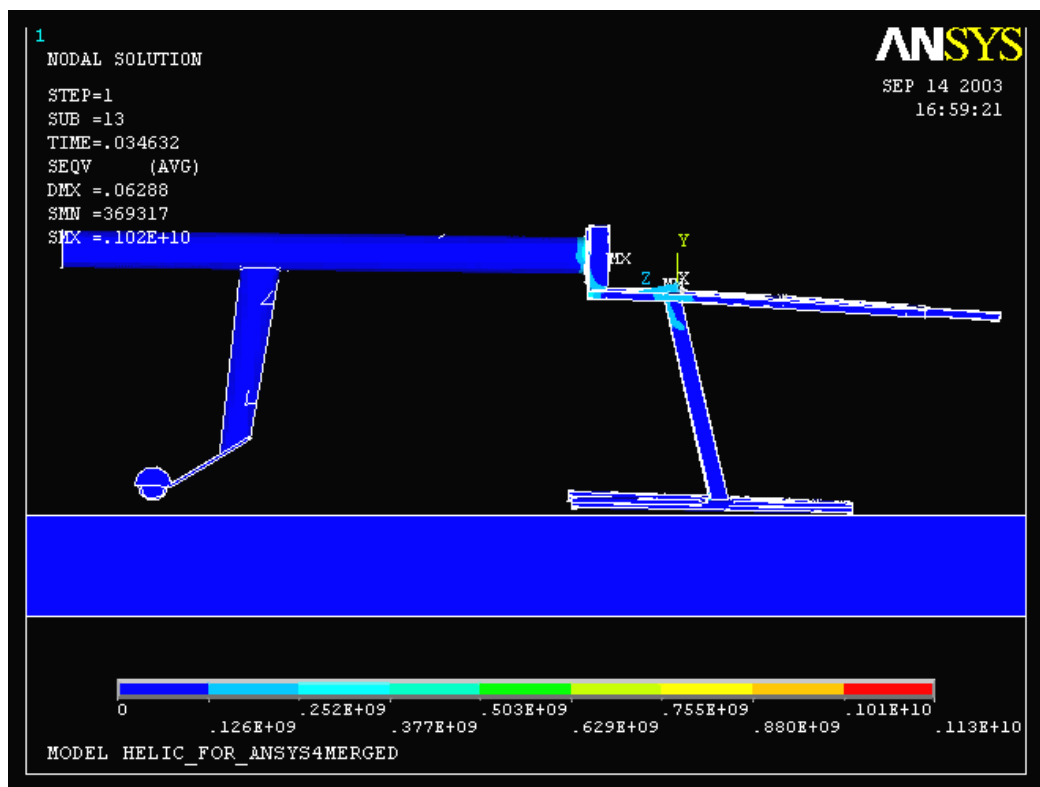 1
ANSYS
NODAL SOLUTION
SEP 14 2003
16:59:21
STEP=1
SUB =13
TIME=.034632
SEQV (AVG)
DMX =.06288
SMN =369317
SMX =.102E+10
Y
MX
Z
X
0 .252E+09 .503E+09 .755E+09 .101E+10
.126E+09 .377E+09 .629E+09 .880E+09 .113E+10
MODEL HELIC_FOR_ANSYS4MERGED